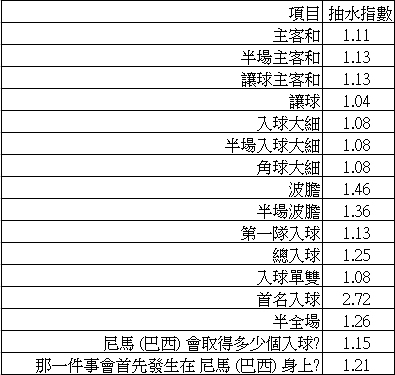 項目 抽水指數
主客和 1.11
半場主客和 1.13
讓球主客和 1.13
讓球 1.04
入球大細 1.08
半場入球大細 1.08
角球大細 1.08
波膽 1.46
半場波膽 1.36
第一隊入球 1.13
總入球 1.25
入球單雙 1.08
首名入球 2.72
半全場 1.26
尼馬 (巴西) 會取得多少個入球? 1.15
那一件事會首先發生在 尼馬 (巴西) 身上? 1.21